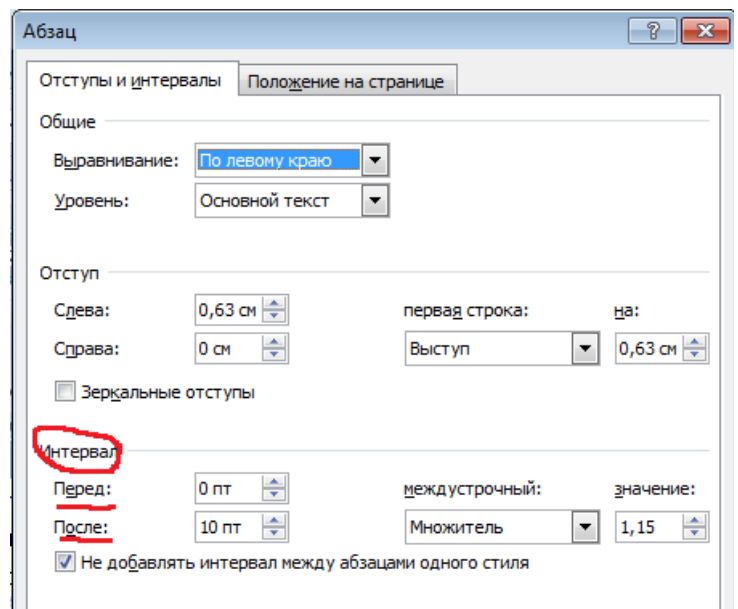 Абзац
Отступы и интервалы Положение на странице
Общие
Выравнивание: По левому краю
Уровень: Основной текст
Отступ
Слева: 0,63 см первая строка: на:
Справа: 0 см Выступ 0,63 см
Зеркальные отступы
Интервал
Перед: 0 пт междустрочный: значение:
После: 10 пт Множитель 1,15
Не добавлять интервал между абзацами одного стиля